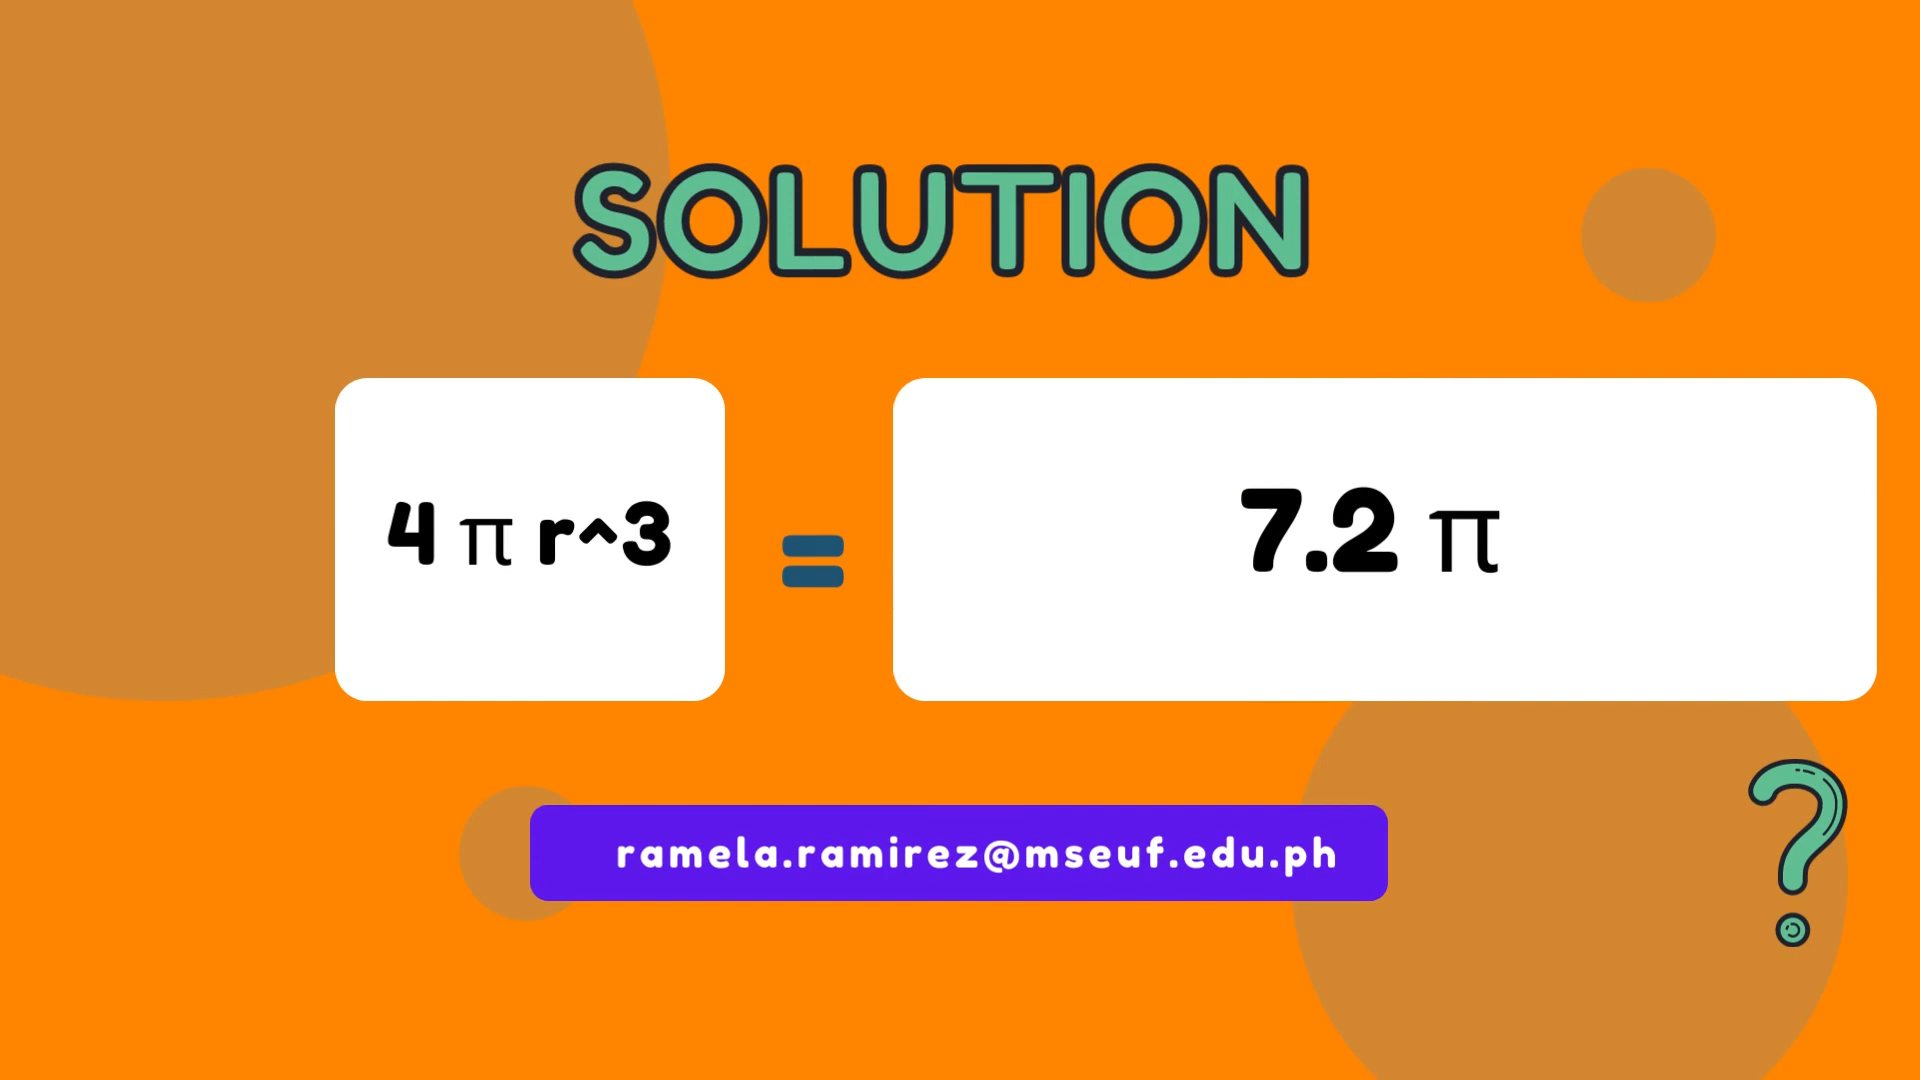 SOLUTION
4 π r^3 = 7.2 π
ramela.ramirez@mseuf.edu.ph
?